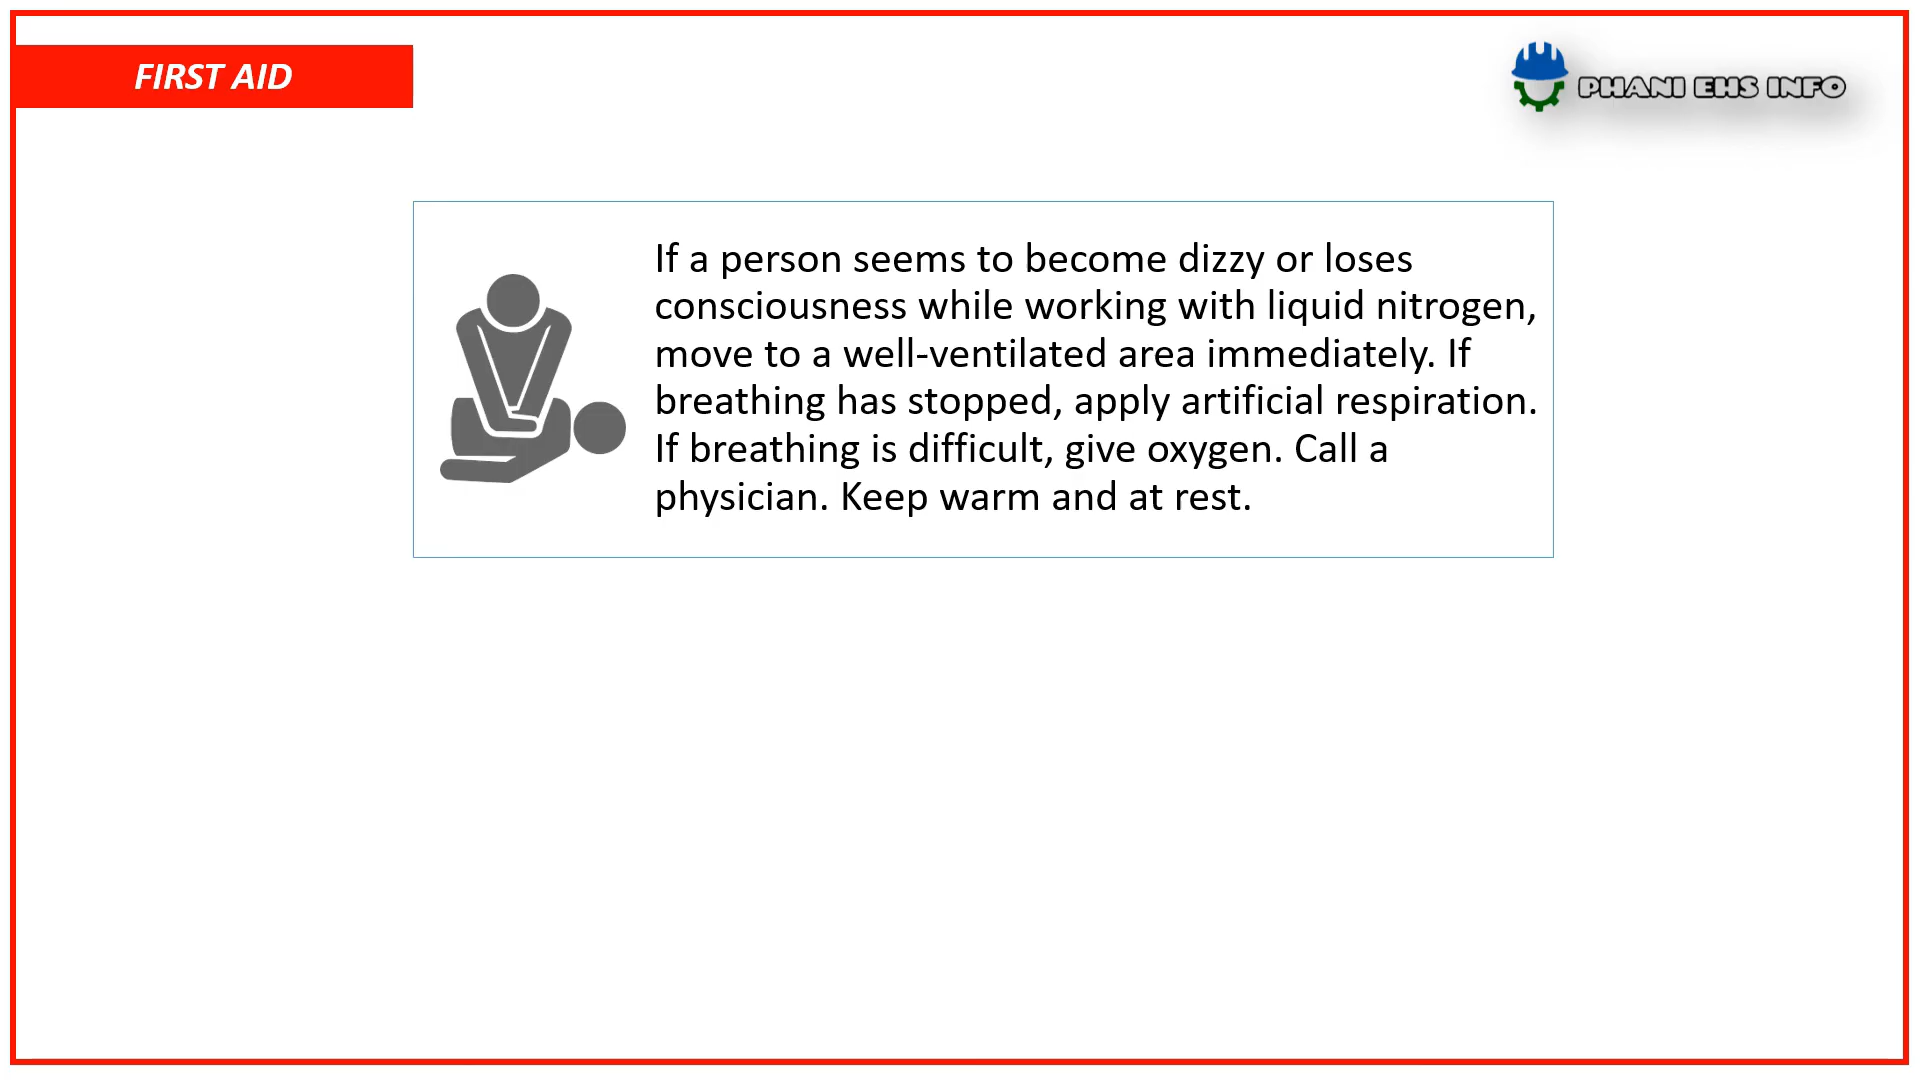 FIRST AID
PHANI EHS INFO
If a person seems to become dizzy or loses
consciousness while working with liquid nitrogen,
move to a well-ventilated area immediately. If
breathing has stopped, apply artificial respiration.
If breathing is difficult, give oxygen. Call a
physician. Keep warm and at rest.